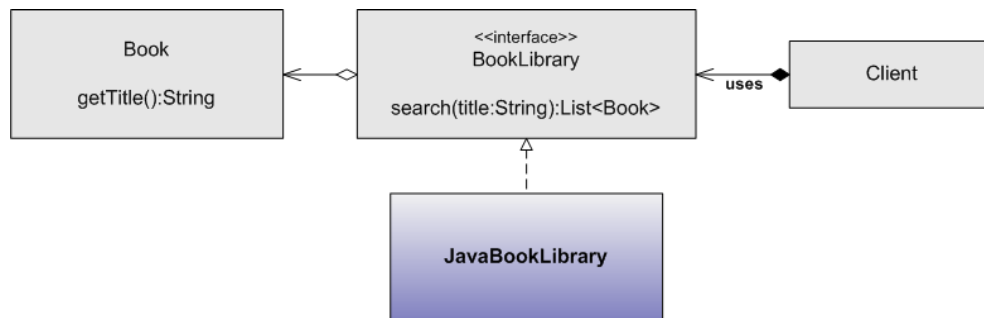 Book
getTitle():String
<<interface>>
BookLibrary
search(title:String):List<Book>
uses
Client
JavaBookLibrary